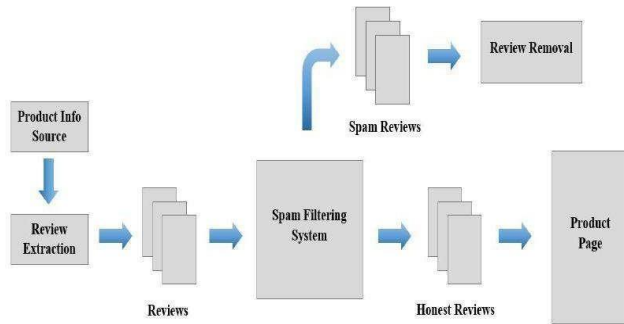 Product Info
Source
Review
Extraction
Reviews
Spam Filtering
System
Spam Reviews
Review Removal
Honest Reviews
Product
Page